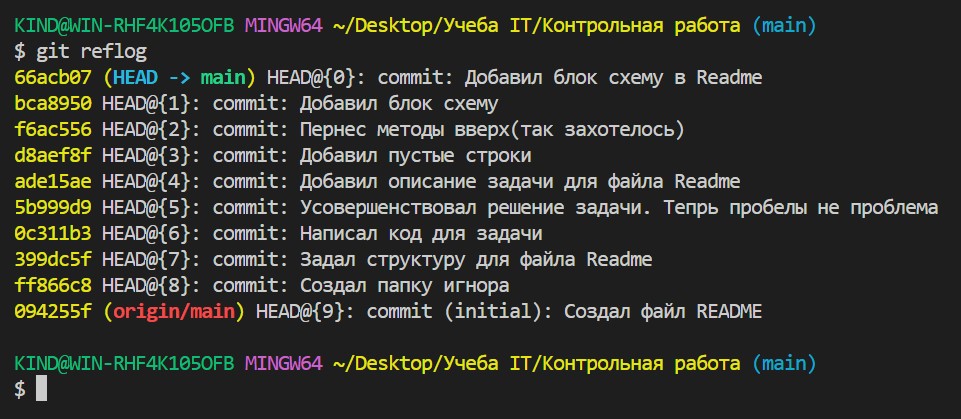 KIND@WIN-RHF4K105OFB MINGW64 ~/Desktop/Учеба IT/Контрольная работа (main)
$ git reflog
66acb07 (HEAD -> main) HEAD@{0}: commit: Добавил блок схему в Readme
bca8950 HEAD@{1}: commit: Добавил блок схему
f6ac556 HEAD@{2}: commit: Пернес методы вверх(так захотелось)
d8aef8f HEAD@{3}: commit: Добавил пустые строки
ade15ae HEAD@{4}: commit: Добавил описание задачи для файла Readme
5b999d9 HEAD@{5}: commit: Усовершенствовал решение задачи. Тепрь пробелы не проблема
0c311b3 HEAD@{6}: commit: Написал код для задачи
399dc5f HEAD@{7}: commit: Задал структуру для файла Readme
ff866c8 HEAD@{8}: commit: Создал папку игнора
094255f (origin/main) HEAD@{9}: commit (initial): Создал файл README
KIND@WIN-RHF4K105OFB MINGW64 ~/Desktop/Учеба IT/Контрольная работа (main)
$